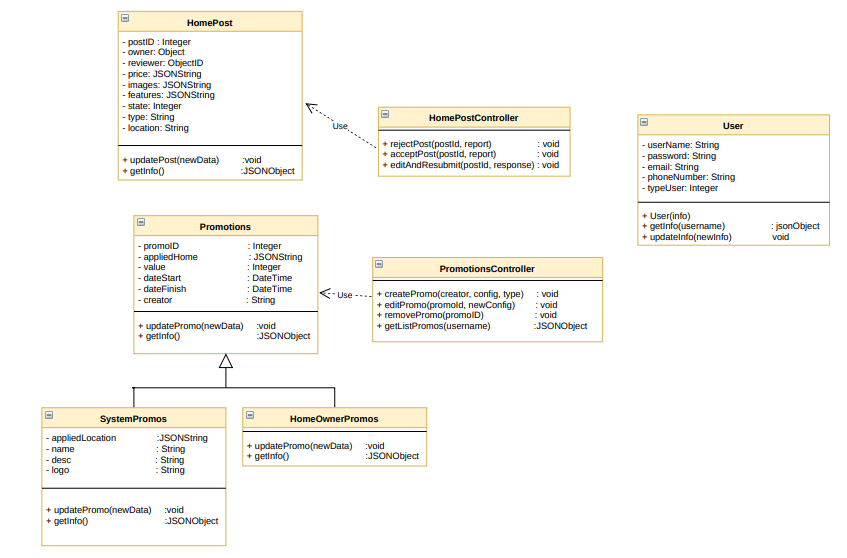 HomePost
- postID : Integer
- owner: Object
- reviewer: ObjectID
- price: JSONString
- images: JSONString
- features: JSONString
- state: Integer
- type: String
- location: String
+ updatePost(newData) :void
+ getInfo() :JSONObject
Use
HomePostController
+ rejectPost(postId, report) : void
+ acceptPost(postId, report) : void
+ editAndResubmit(postId, response) : void
User
- userName: String
- password: String
- email: String
- phoneNumber: String
- typeUser: Integer
+ User(info)
+ getInfo(username) : jsonObject
+ updateInfo(newInfo) void
Promotions
- promoID : Integer
- appliedHome : JSONString
- value : Integer
- dateStart : DateTime
- dateFinish : DateTime
- creator : String
+ updatePromo(newData) :void
+ getInfo() :JSONObject
Use
PromotionsController
+ createPromo(creator, config, type) : void
+ editPromo(promoId, newConfig) : void
+ removePromo(promoID) : void
+ getListPromos(username) :JSONObject
SystemPromos
- appliedLocation :JSONString
- name : String
- desc : String
- logo : String
+ updatePromo(newData) :void
+ getInfo() :JSONObject
HomeOwnerPromos
+ updatePromo(newData) :void
+ getInfo() :JSONObject